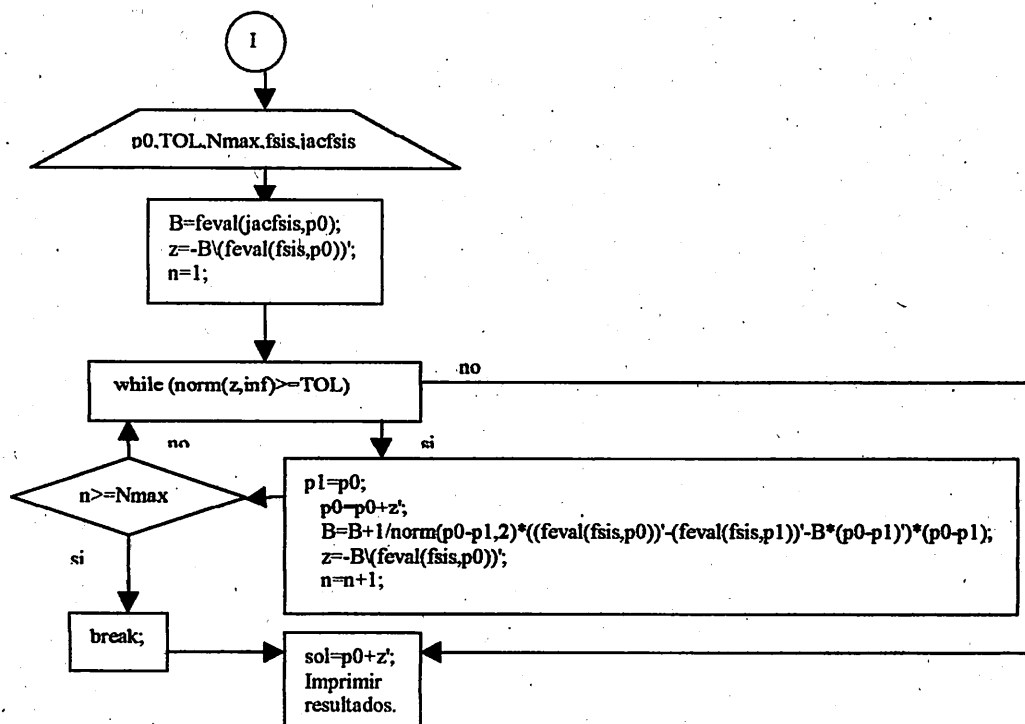 I
p0,TOL,Nmax,fsis,jacfsis
B=feval(jacfsis,p0);
z=-B\(feval(fsis,p0))';
n=1;
while (norm(z,inf)>=TOL)
no
no
si
n>=Nmax
p1=p0;
p0=p0+z';
B=B+1/norm(p0-p1,2)*((feval(fsis,p0))'-(feval(fsis,p1))'-B*(p0-p1)')*(p0-p1);
z=-B\(feval(fsis,p0))';
n=n+1;
si
break;
sol=p0+z';
Imprimir
resultados.